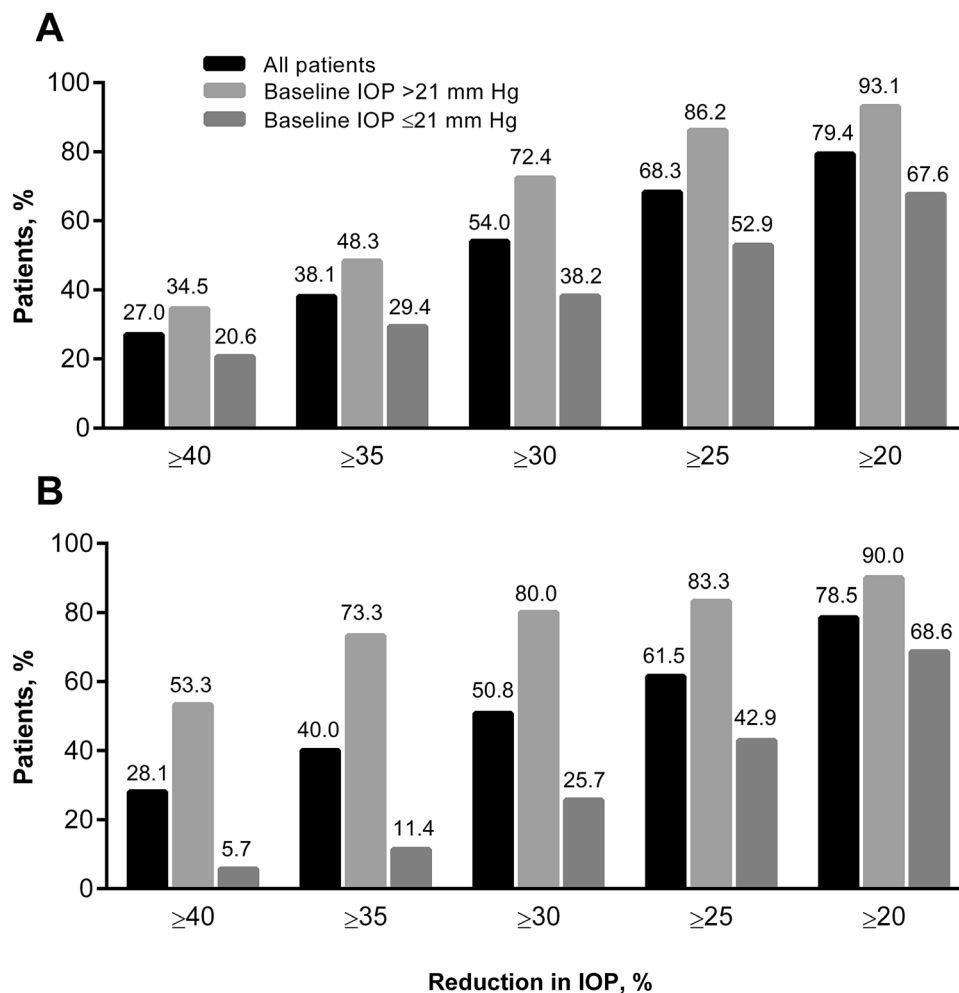 A
All patients
Baseline IOP >21 mm Hg
Baseline IOP ≤21 mm Hg
Patients, %
100
80
60
40
20
0
27.0 34.5 20.6
38.1 48.3 29.4
54.0 72.4 38.2
68.3 86.2 52.9
79.4 93.1 67.6
≥40 ≥35 ≥30 ≥25 ≥20
B
Patients, %
100
80
60
40
20
0
28.1 53.3 5.7
40.0 73.3 11.4
50.8 80.0 25.7
61.5 83.3 42.9
78.5 90.0 68.6
≥40 ≥35 ≥30 ≥25 ≥20
Reduction in IOP, %